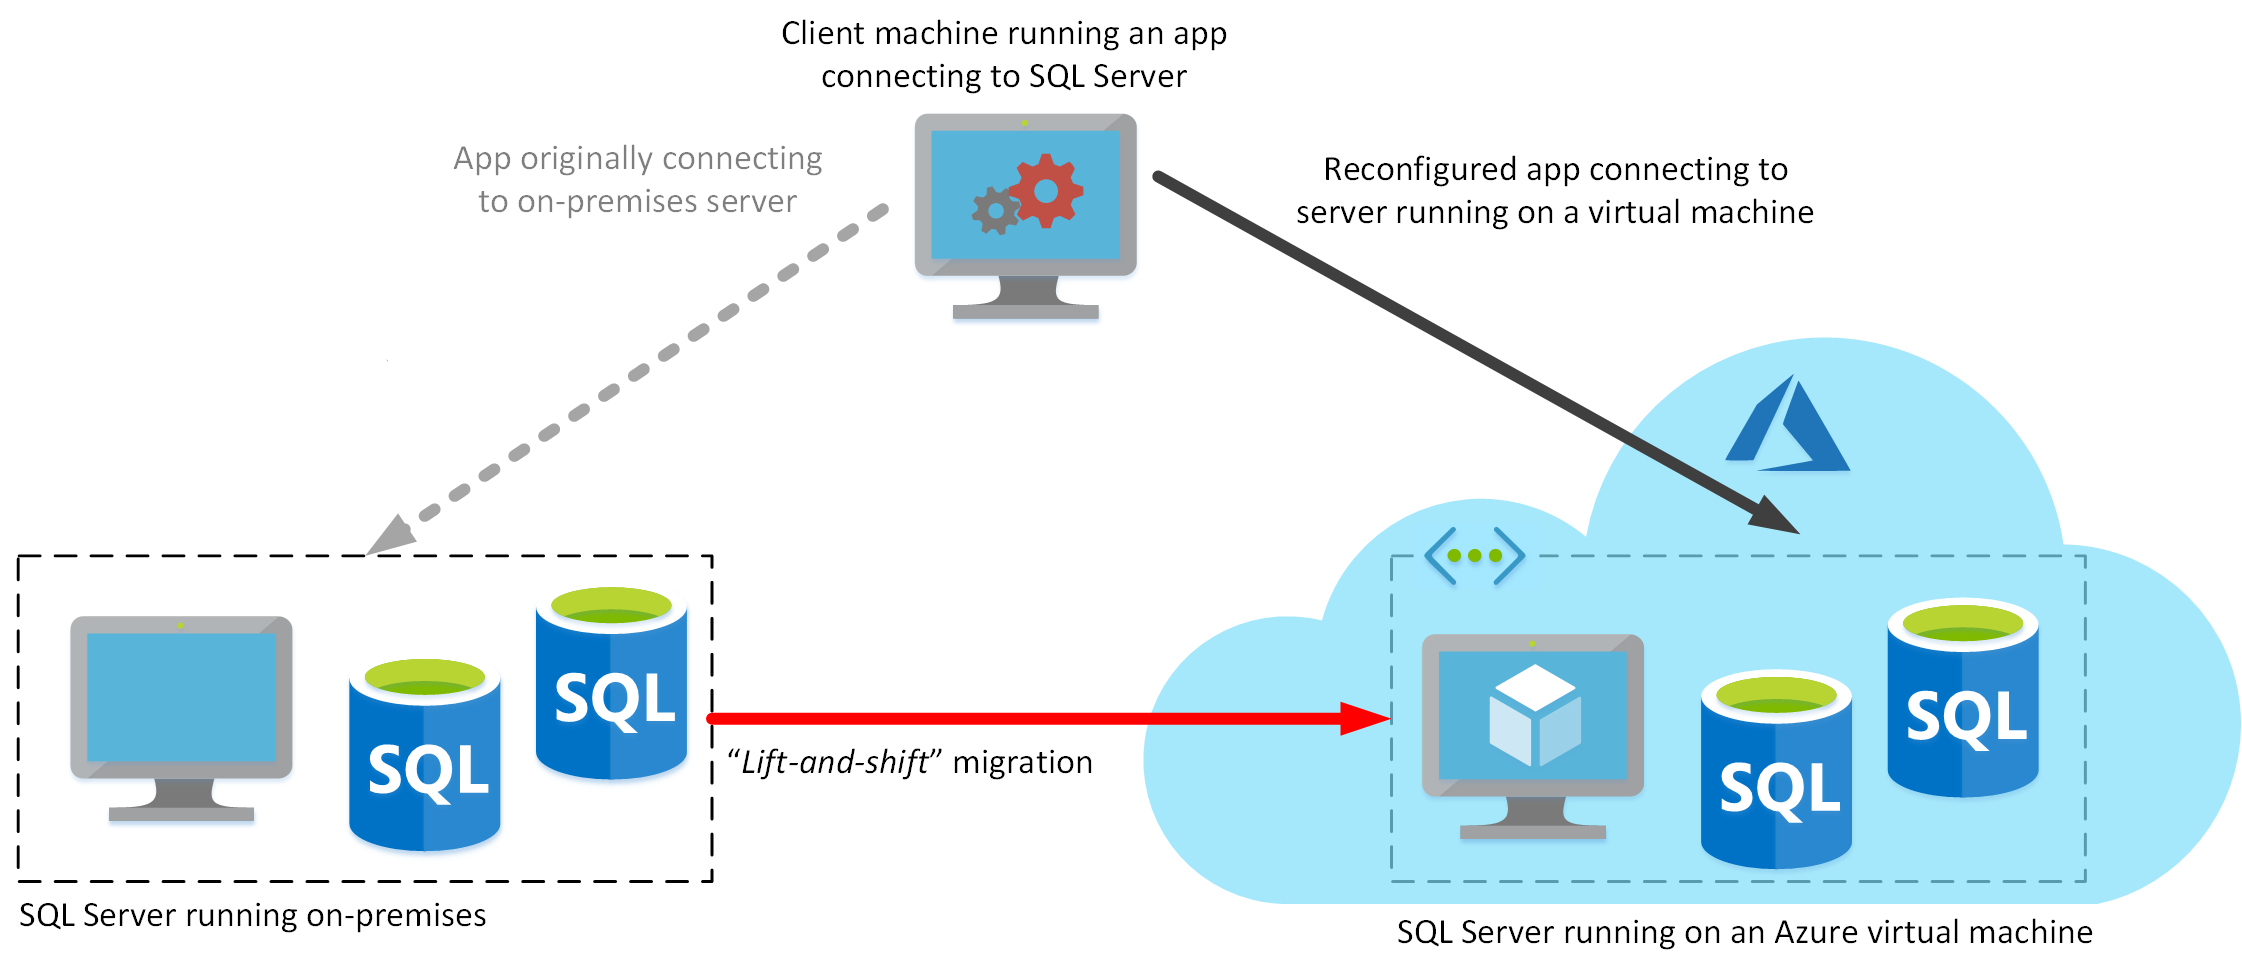 Client machine running an app
connecting to SQL Server
App originally connecting
to on-premises server
Reconfigured app connecting to
server running on a virtual machine
SQL
SQL
"Lift-and-shift" migration
SQL
SQL
SQL Server running on-premises
SQL Server running on an Azure virtual machine